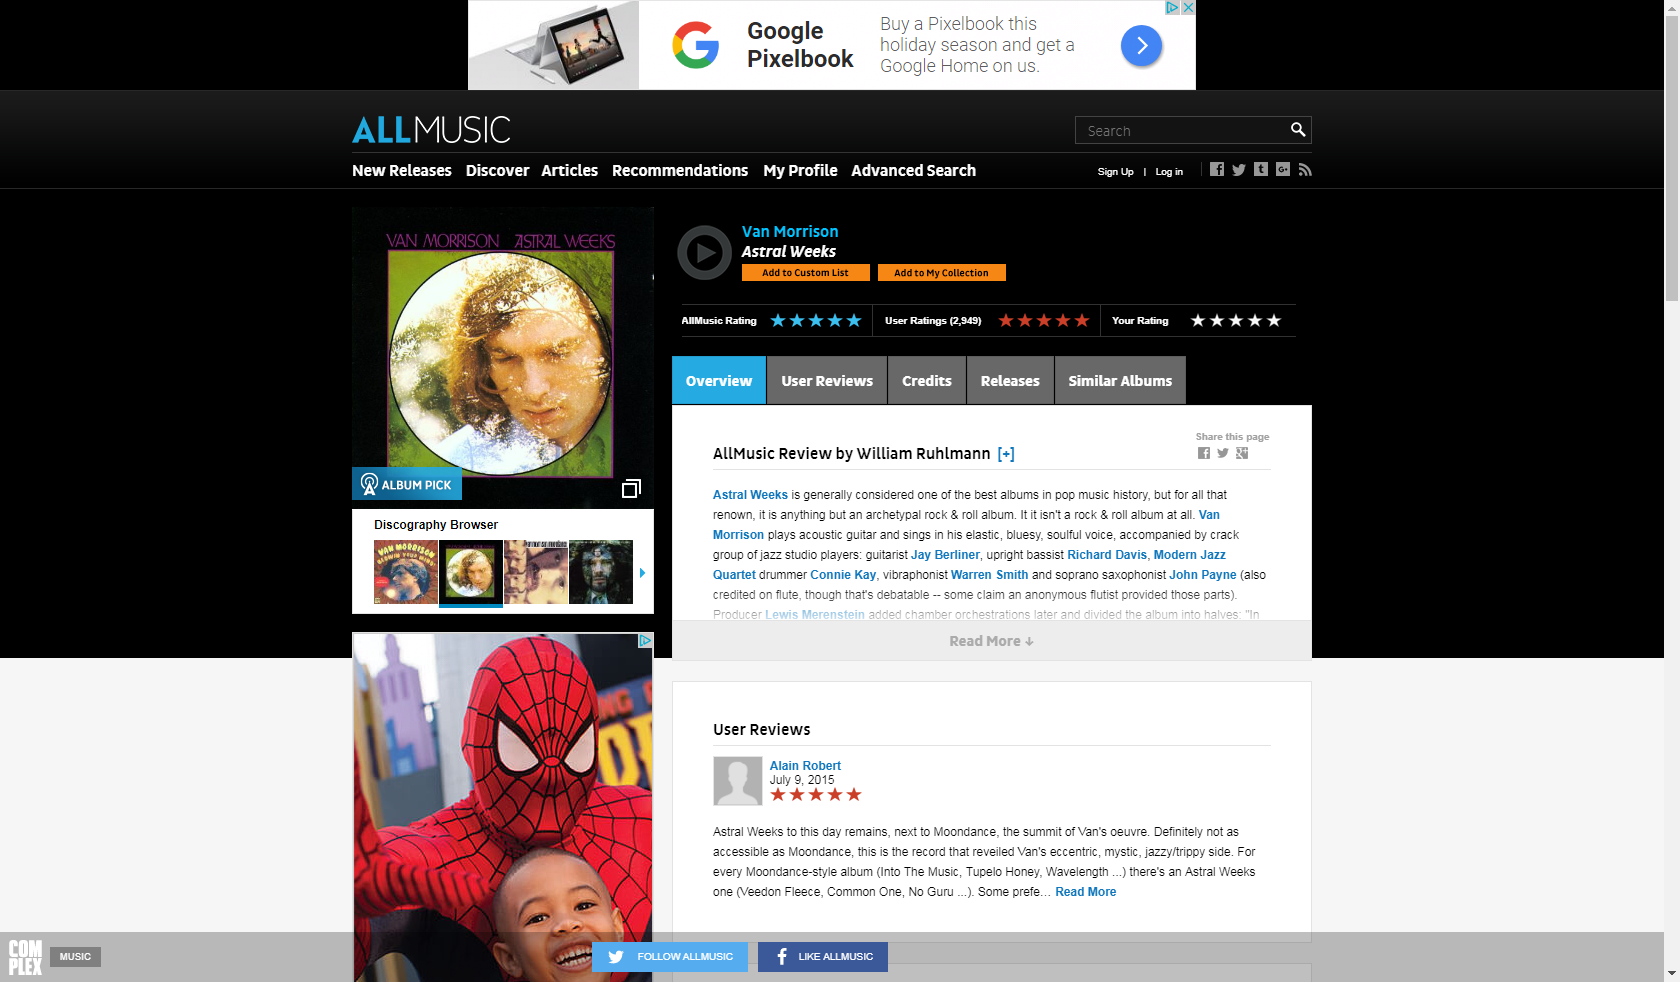 Google
Pixelbook
Buy a Pixelbook this
holiday season and get a
Google Home on us.
ALLMUSIC
Search
New Releases Discover Articles Recommendations My Profile Advanced Search
Sign Up | Log in
VAN MORRISON ASTRAL WEEKS
ALBUM PICK
Van Morrison
Astral Weeks
Add to Custom List Add to My Collection
AllMusic Rating User Ratings (2,949) Your Rating
Overview User Reviews Credits Releases Similar Albums
Share this page
AllMusic Review by William Ruhlmann [+]
Astral Weeks is generally considered one of the best albums in pop music history, but for all that
renown, it is anything but an archetypal rock & roll album. It it isn't a rock & roll album at all. Van
Morrison plays acoustic guitar and sings in his elastic, bluesy, soulful voice, accompanied by crack
group of jazz studio players: guitarist Jay Berliner, upright bassist Richard Davis, Modern Jazz
Quartet drummer Connie Kay, vibraphonist Warren Smith and soprano saxophonist John Payne (also
credited on flute, though that's debatable -- some claim an anonymous flutist provided those parts).
Producer Lewis Merenstein added chamber orchestrations later and divided the album into halves: "In
Read More ↓
Discography Browser
VAN MORRISON
User Reviews
Alain Robert
July 9, 2015
Astral Weeks to this day remains, next to Moondance, the summit of Van's oeuvre. Definitely not as
accessible as Moondance, this is the record that reveiled Van's eccentric, mystic, jazzy/trippy side. For
every Moondance-style album (Into The Music, Tupelo Honey, Wavelength ...) there's an Astral Weeks
one (Veedon Fleece, Common One, No Guru ...). Some prefe... Read More
COM
PLEX
MUSIC
FOLLOW ALLMUSIC LIKE ALLMUSIC